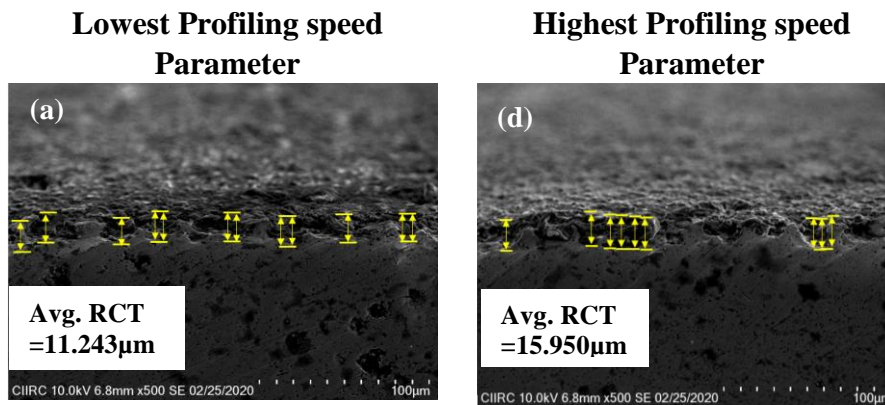 Lowest Profiling speed
Parameter
Highest Profiling speed
Parameter
(a)
(d)
Avg. RCT
=11.243µm
Avg. RCT
=15.950µm
CIIRC 10.0kV 6.8mm x500 SE 02/25/2020
100µm
CIIRC 10.0kV 6.8mm x500 SE 02/25/2020
100µm